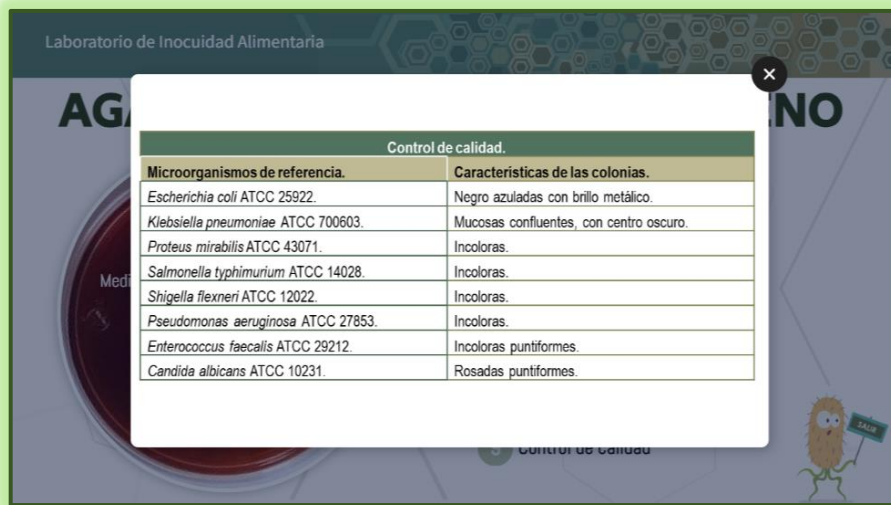 Laboratorio de Inocuidad Alimentaria
AGA
NO
Control de calidad.
Microorganismos de referencia. Caracteristicas de las colonias.
Escherichia coli ATCC 25922. Negro azuladas con brillo metálico.
Klebsiella pneumoniae ATCC 700603. Mucosas confluentes, con centro oscuro.
Proteus mirabilis ATCC 43071. Incoloras.
Salmonella typhimurium ATCC 14028. Incoloras.
Shigella flexneri ATCC 12022. Incoloras.
Pseudomonas aeruginosa ATCC 27853. Incoloras.
Enterococcus faecalis ATCC 29212. Incoloras puntiformes.
Candida albicans ATCC 10231. Rosadas puntiformes.
Medi
SALIR
3 Control de calidad